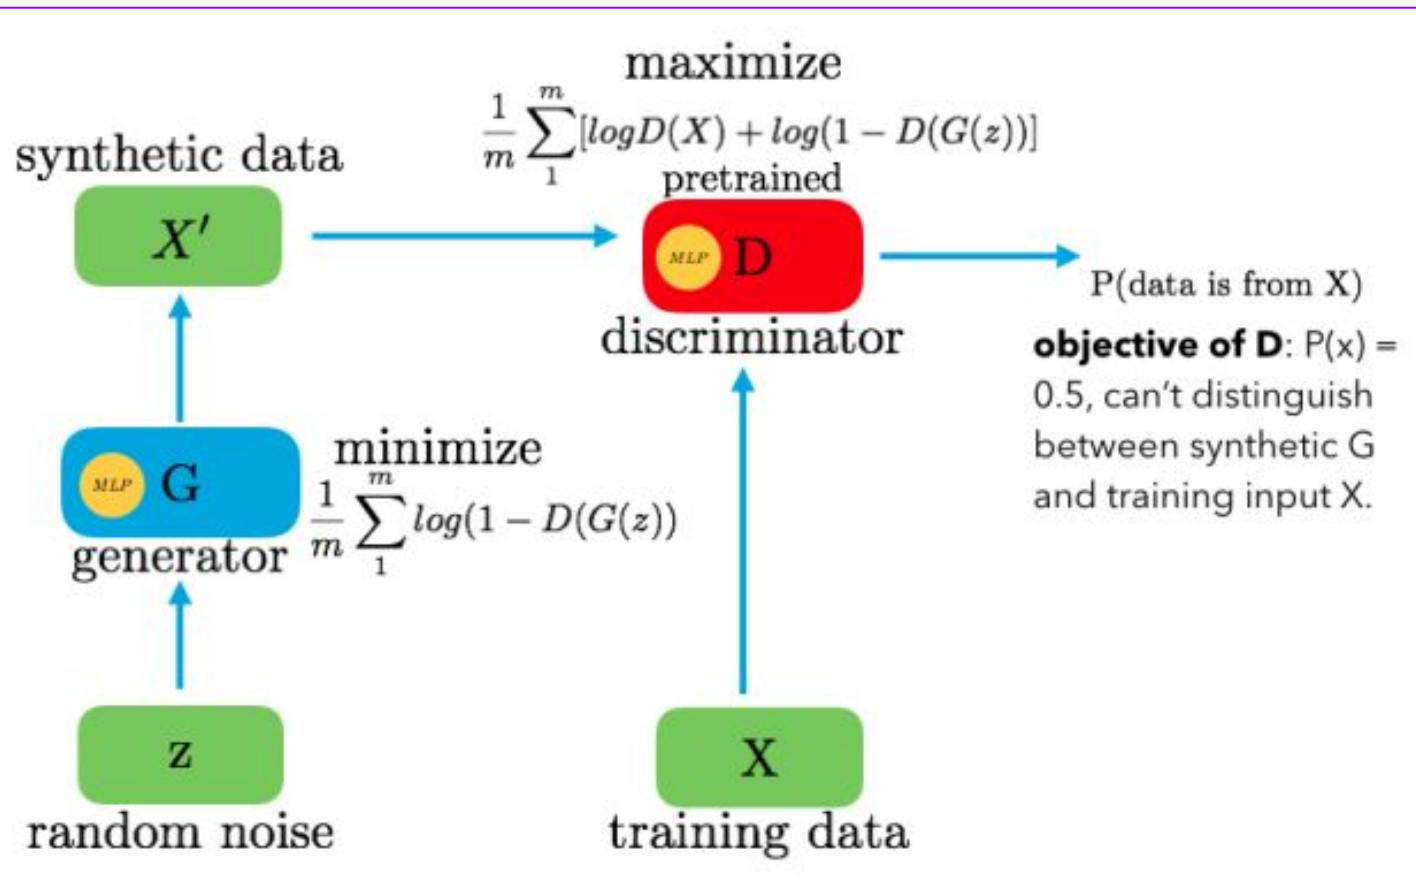 maximize
1/m ∑_1^m [logD(X) + log(1 − D(G(z))]
pretrained
synthetic data
X′
MLP D
discriminator
P(data is from X)
objective of D: P(x) =
0.5, can't distinguish
between synthetic G
and training input X.
MLP G
generator
minimize
1/m ∑_1^m log(1 − D(G(z))
z
random noise
X
training data